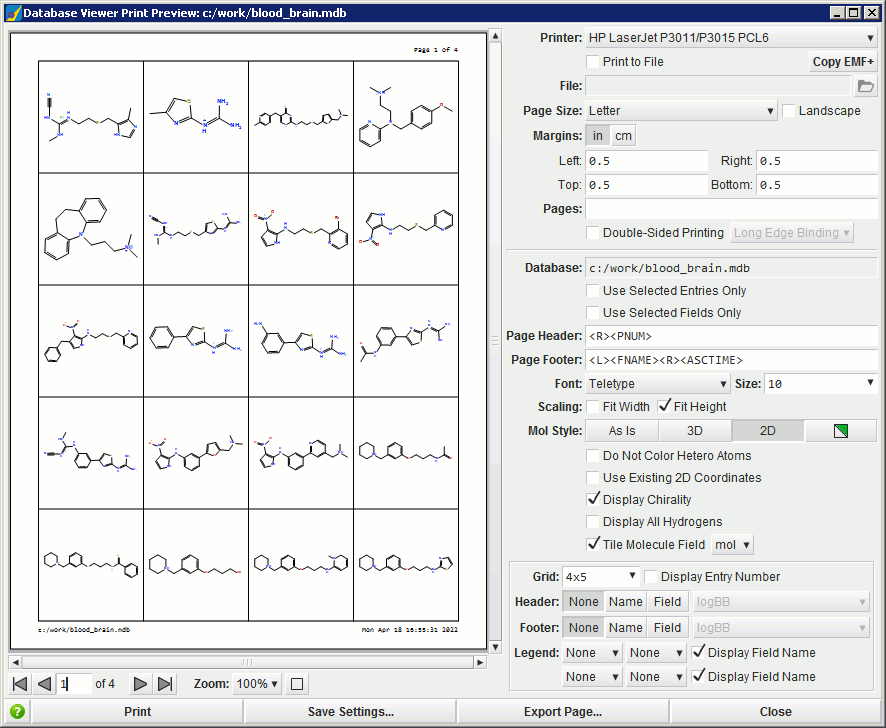 Database Viewer Print Preview: c:/work/blood_brain.mdb
Page 1 of 4
c:/work/blood_brain.mdb
Mon Apr 18 16:55:31 2022
1 of 4
Zoom: 100%
Printer: HP LaserJet P3011/P3015 PCL6
Print to File
Copy EMF+
File:
Page Size: Letter
Landscape
Margins: in cm
Left: 0.5 Right: 0.5
Top: 0.5 Bottom: 0.5
Pages:
Double-Sided Printing Long Edge Binding
Database: c:/work/blood_brain.mdb
Use Selected Entries Only
Use Selected Fields Only
Page Header: <R><PNUM>
Page Footer: <L><FNAME><R><ASCTIME>
Font: Teletype Size: 10
Scaling: Fit Width Fit Height
Mol Style: As Is 3D 2D
Do Not Color Hetero Atoms
Use Existing 2D Coordinates
Display Chirality
Display All Hydrogens
Tile Molecule Field mol
Grid: 4x5 Display Entry Number
Header: None Name Field logBB
Footer: None Name Field logBB
Legend: None None Display Field Name
None None Display Field Name
? Print Save Settings... Export Page... Close